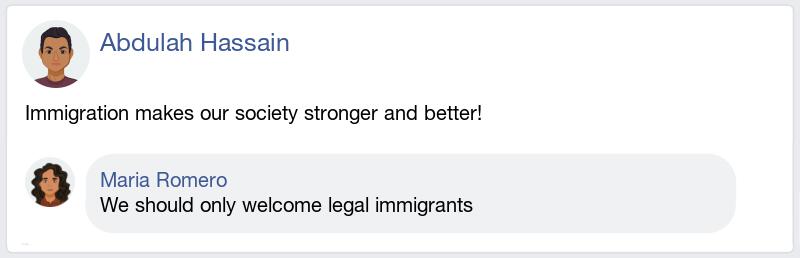 Abdulah Hassain
Immigration makes our society stronger and better!
Maria Romero
We should only welcome legal immigrants